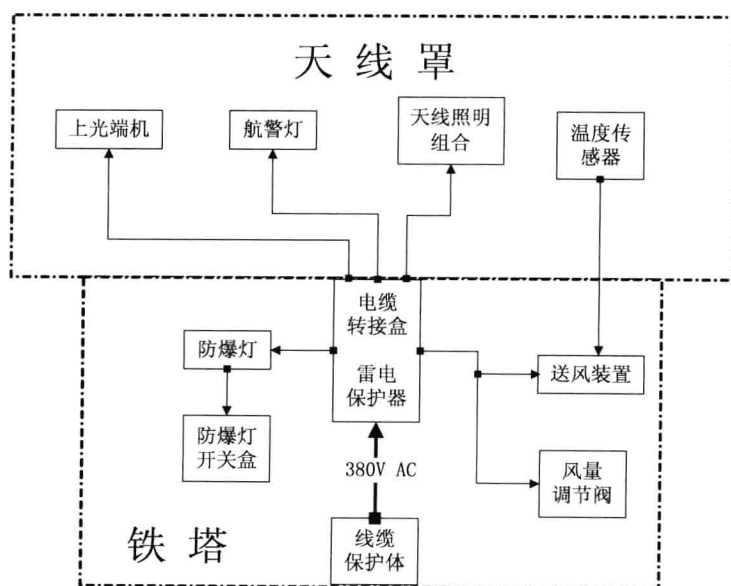 天线罩
上光端机
航警灯
天线照明
组合
温度传
感器
电缆
转接盒
雷电
保护器
防爆灯
送风装置
防爆灯
开关盒
380V AC
风量
调节阀
铁塔
线缆
保护体